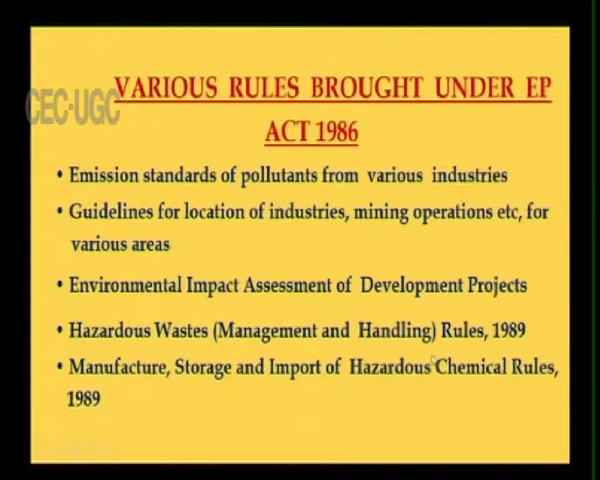 CEC-UGC
VARIOUS RULES BROUGHT UNDER EP
ACT 1986
• Emission standards of pollutants from various industries
• Guidelines for location of industries, mining operations etc, for
various areas
• Environmental Impact Assessment of Development Projects
• Hazardous Wastes (Management and Handling) Rules, 1989
• Manufacture, Storage and Import of Hazardous Chemical Rules,
1989